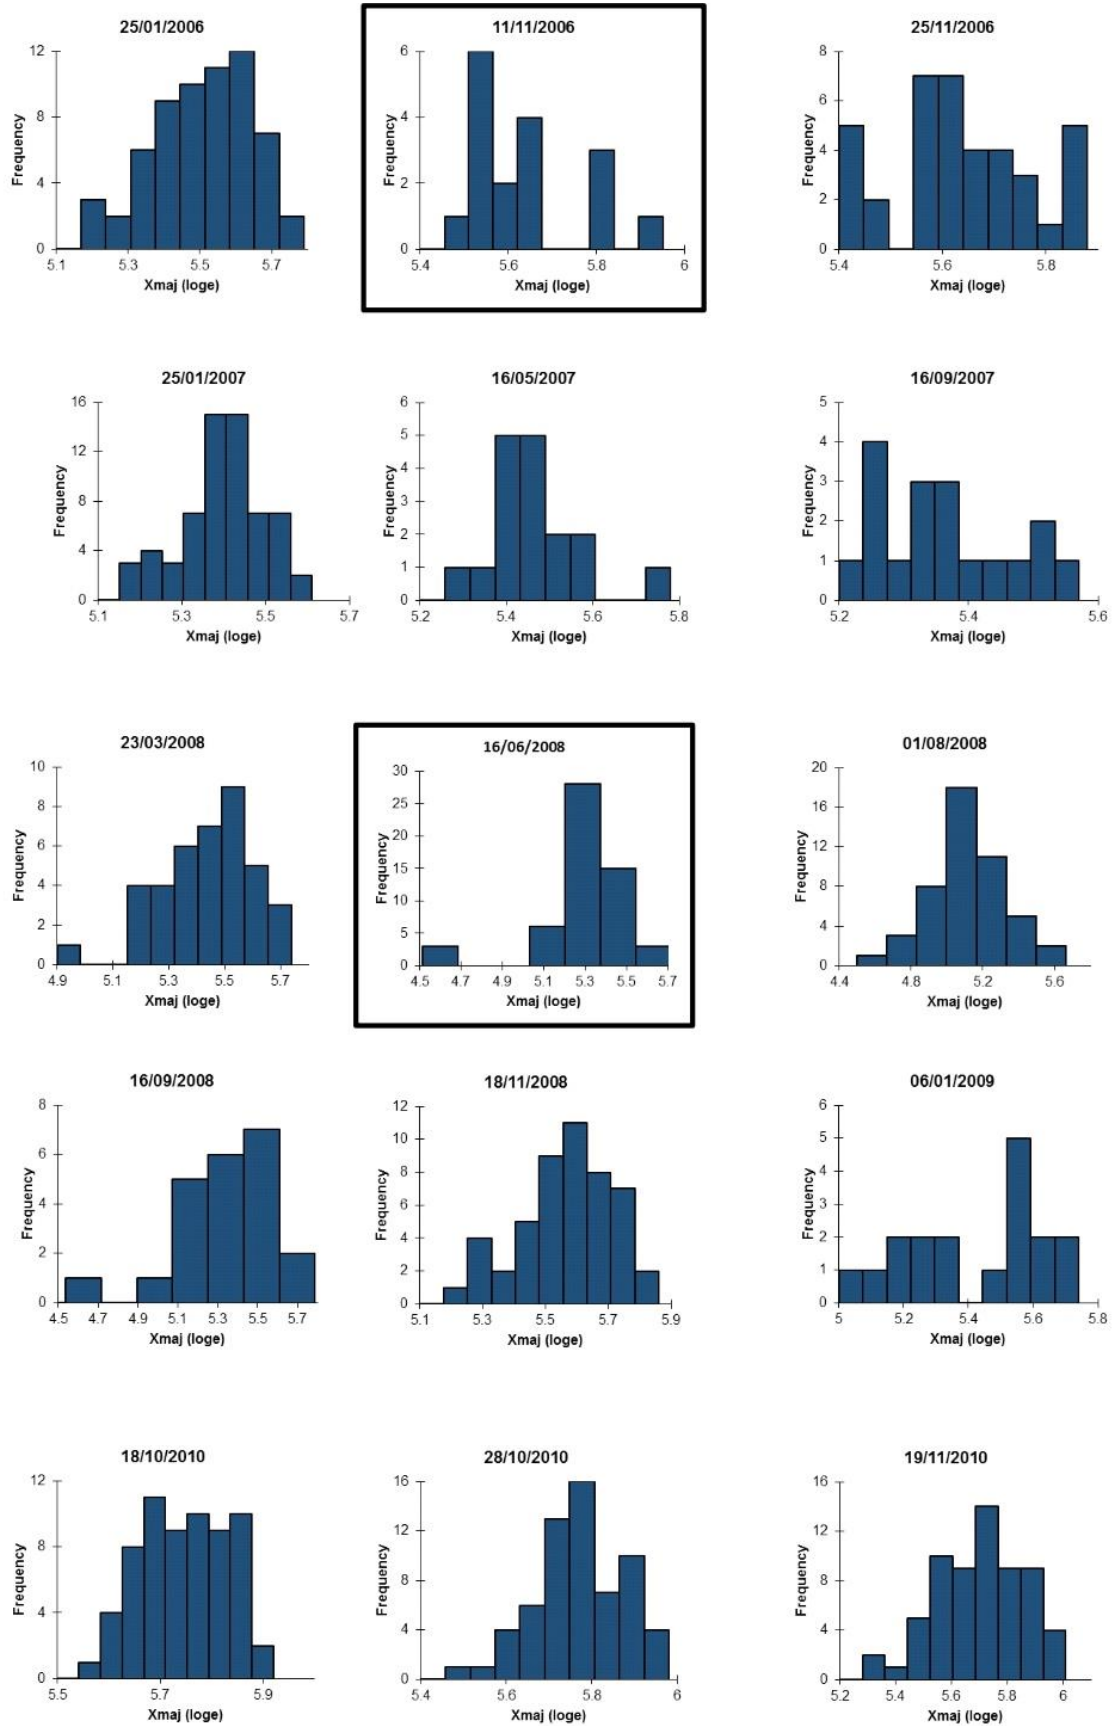 25/01/2006
12
8
4
0
Frequency
5.1 5.3 5.5 5.7
Xmaj (loge)
11/11/2006
6
4
2
0
Frequency
5.4 5.6 5.8 6
Xmaj (loge)
25/11/2006
8
6
4
2
0
Frequency
5.4 5.6 5.8
Xmaj (loge)
25/01/2007
16
12
8
4
0
Frequency
5.1 5.3 5.5 5.7
Xmaj (loge)
16/05/2007
6
5
4
3
2
1
0
Frequency
5.2 5.4 5.6 5.8
Xmaj (loge)
16/09/2007
5
4
3
2
1
0
Frequency
5.2 5.4 5.6
Xmaj (loge)
23/03/2008
10
8
6
4
2
0
Frequency
4.9 5.1 5.3 5.5 5.7
Xmaj (loge)
16/06/2008
30
25
20
15
10
5
0
Frequency
4.5 4.7 4.9 5.1 5.3 5.5 5.7
Xmaj (loge)
01/08/2008
20
16
12
8
4
0
Frequency
4.4 4.8 5.2 5.6
Xmaj (loge)
16/09/2008
8
6
4
2
0
Frequency
4.5 4.7 4.9 5.1 5.3 5.5 5.7
Xmaj (loge)
18/11/2008
12
10
8
6
4
2
0
Frequency
5.1 5.3 5.5 5.7 5.9
Xmaj (loge)
06/01/2009
6
5
4
3
2
1
0
Frequency
5 5.2 5.4 5.6 5.8
Xmaj (loge)
18/10/2010
12
8
4
0
Frequency
5.5 5.7 5.9
Xmaj (loge)
28/10/2010
16
12
8
4
0
Frequency
5.4 5.6 5.8 6
Xmaj (loge)
19/11/2010
16
12
8
4
0
Frequency
5.2 5.4 5.6 5.8 6
Xmaj (loge)